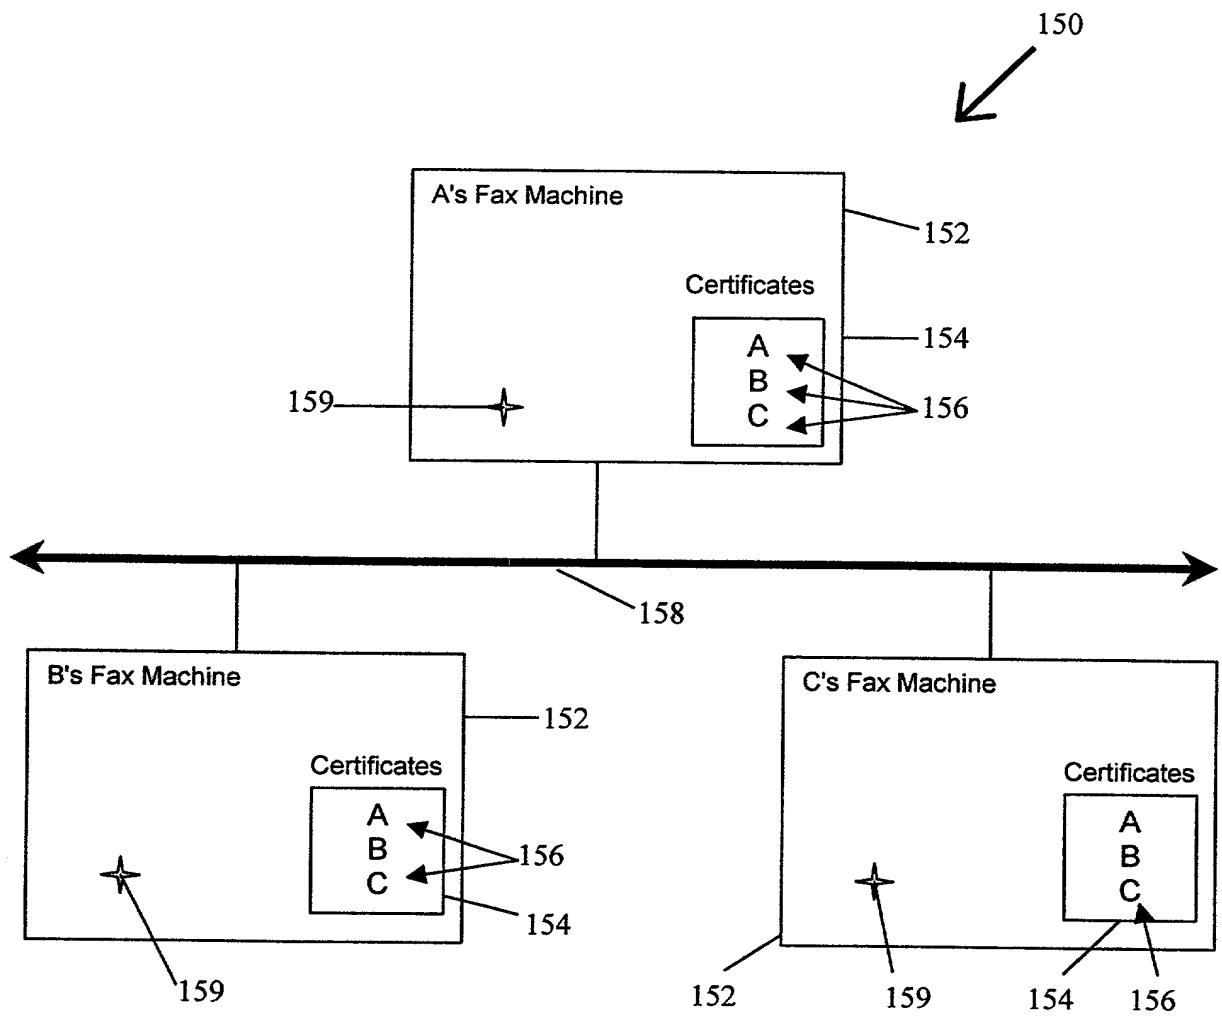 150
A's Fax Machine
152
Certificates
A
154
B
159
156
C
158
B's Fax Machine
C's Fax Machine
152
Certificates
Certificates
A
A
B
156
B
C
C
154
159
152
159
154
156